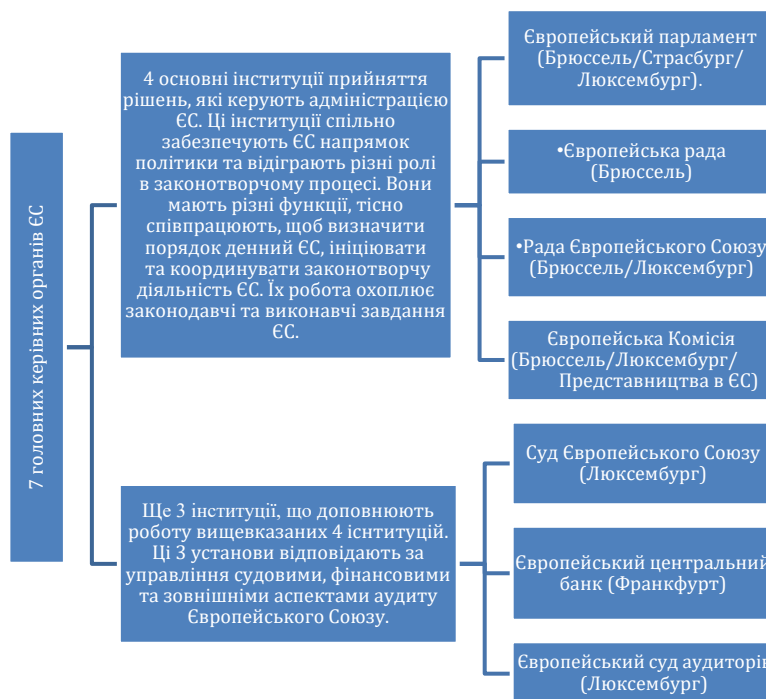 7 головних керівних органів ЄС
4 основні інституції прийняття
рішень, які керують адміністрацією
ЄС. Ці інституції спільно
забезпечують ЄС напрямок
політики та відіграють різні ролі
в законотворчому процесі. Вони
мають різні функції, тісно
співпрацюють, щоб визначити
порядок денний ЄС, ініціювати
та координувати законотворчу
діяльність ЄС. Їх робота охоплює
законодавчі та виконавчі завдання
ЄС.
Європейський парламент
(Брюссель/Страсбург/
Люксембург).
•Європейська рада
(Брюссель)
•Рада Європейського Союзу
(Брюссель/Люксембург)
Європейська Комісія
(Брюссель/Люксембург/
Представництва в ЄС)
Ще 3 інституції, що доповнюють
роботу вищевказаних 4 існтитуцій.
Ці 3 установи відповідають за
управління судовими, фінансовими
та зовнішніми аспектами аудиту
Європейського Союзу.
Суд Європейського Союзу
(Люксембург)
Європейський центральний
банк (Франкфурт)
Європейський суд аудиторів
(Люксембург)